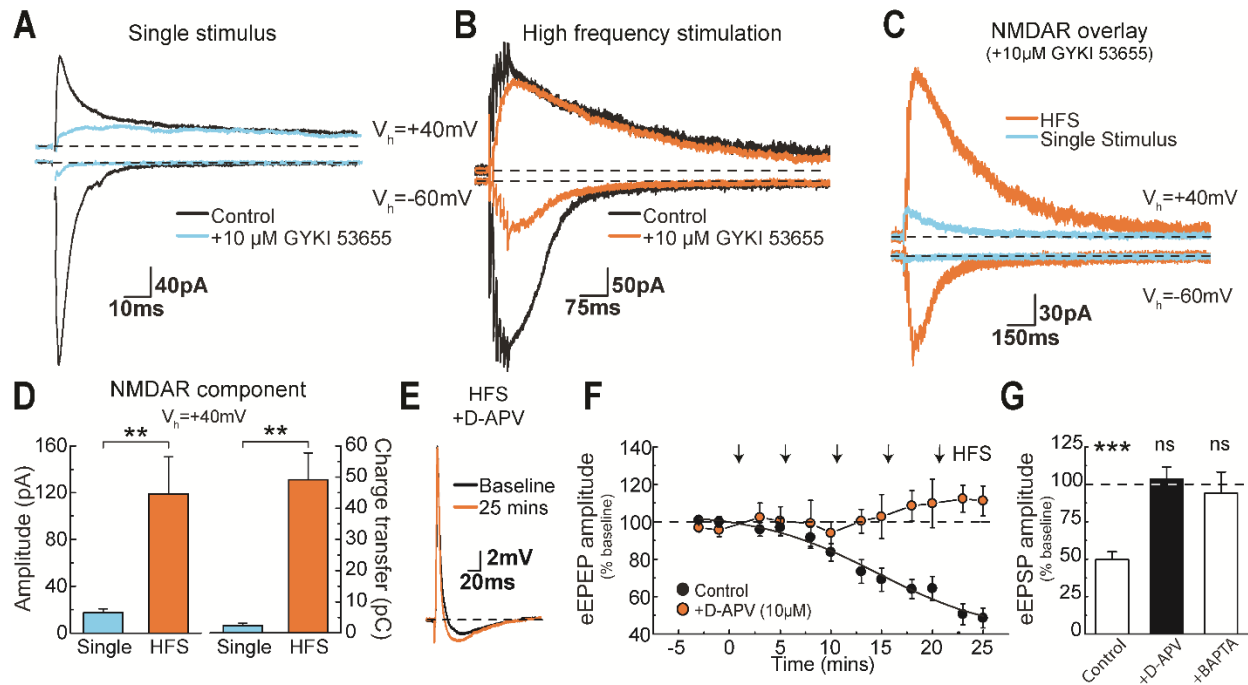 A
Single stimulus
Vh=+40mV
Vh=-60mV
Control
+10 µM GYKI 53655
40pA
10ms
B
High frequency stimulation
Control
+10 µM GYKI 53655
50pA
75ms
C
NMDAR overlay
(+10µM GYKI 53655)
HFS
Single Stimulus
Vh=+40mV
Vh=-60mV
30pA
150ms
D
NMDAR component
Vh=+40mV
**
**
Amplitude (pA)
160
120
80
40
0
Single
HFS
Single
HFS
60
50
40
30
20
10
0
Charge transfer (pC)
E
HFS
+D-APV
Baseline
25 mins
2mV
20ms
F
eEPEP amplitude
(% baseline)
140
120
100
80
60
40
HFS
Control
+D-APV (10µM)
-5
0
5
10
15
20
25
Time (mins)
G
eEPSP amplitude
(% baseline)
125
100
75
50
25
0
***
ns
ns
Control
+D-APV
+BAPTA